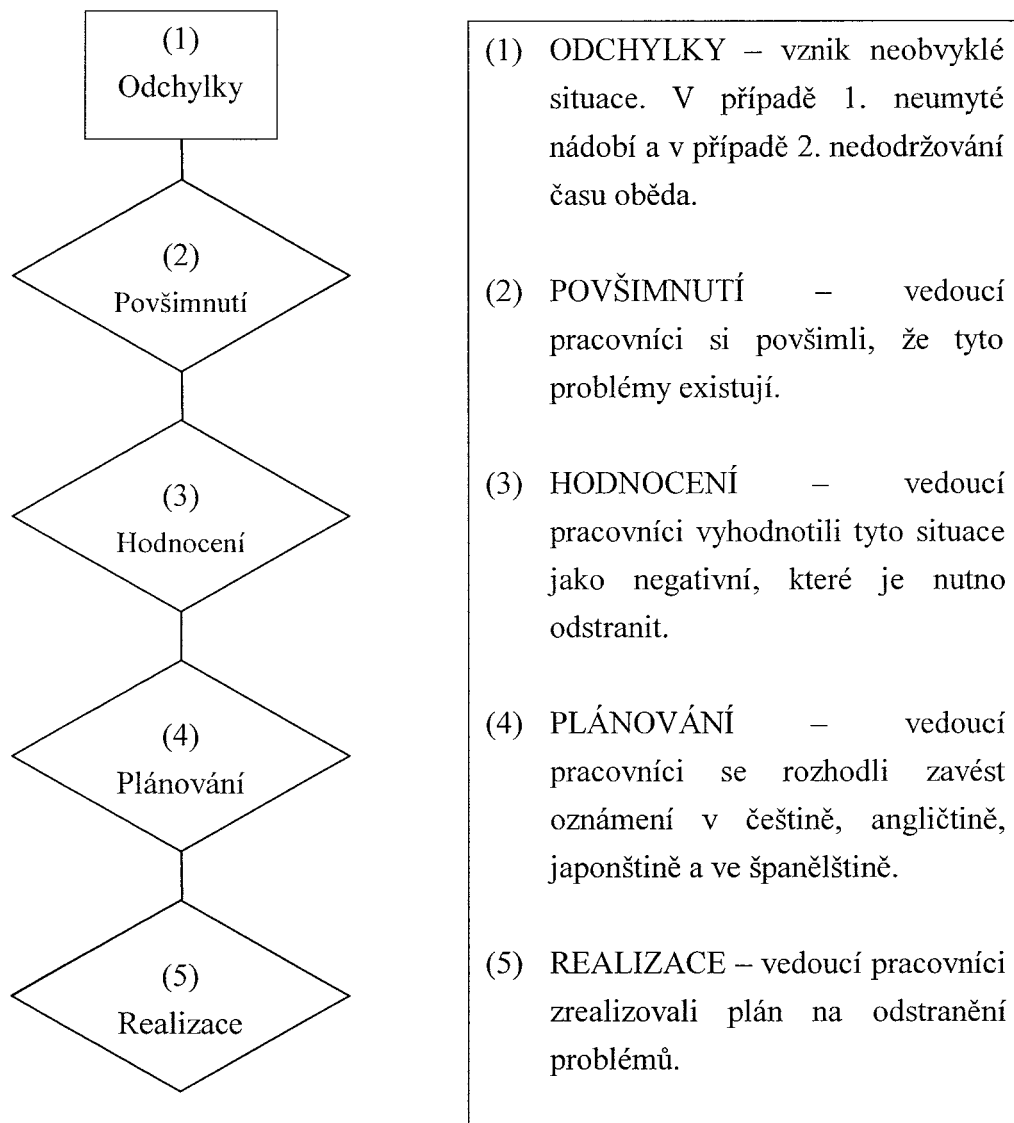 (1)
Odchylky
(2)
Povšimnutí
(3)
Hodnocení
(4)
Plánování
(5)
Realizace
(1) ODCHYLKY – vznik neobvyklé
situace. V případě 1. neumyté
nádobí a v případě 2. nedodržování
času oběda.
(2) POVŠIMNUTÍ – vedoucí
pracovníci si povšimli, že tyto
problémy existují.
(3) HODNOCENÍ – vedoucí
pracovníci vyhodnotili tyto situace
jako negativní, které je nutno
odstranit.
(4) PLÁNOVÁNÍ – vedoucí
pracovníci se rozhodli zavést
oznámení v češtině, angličtině,
japonštině a ve španělštině.
(5) REALIZACE – vedoucí pracovníci
zrealizovali plán na odstranění
problémů.